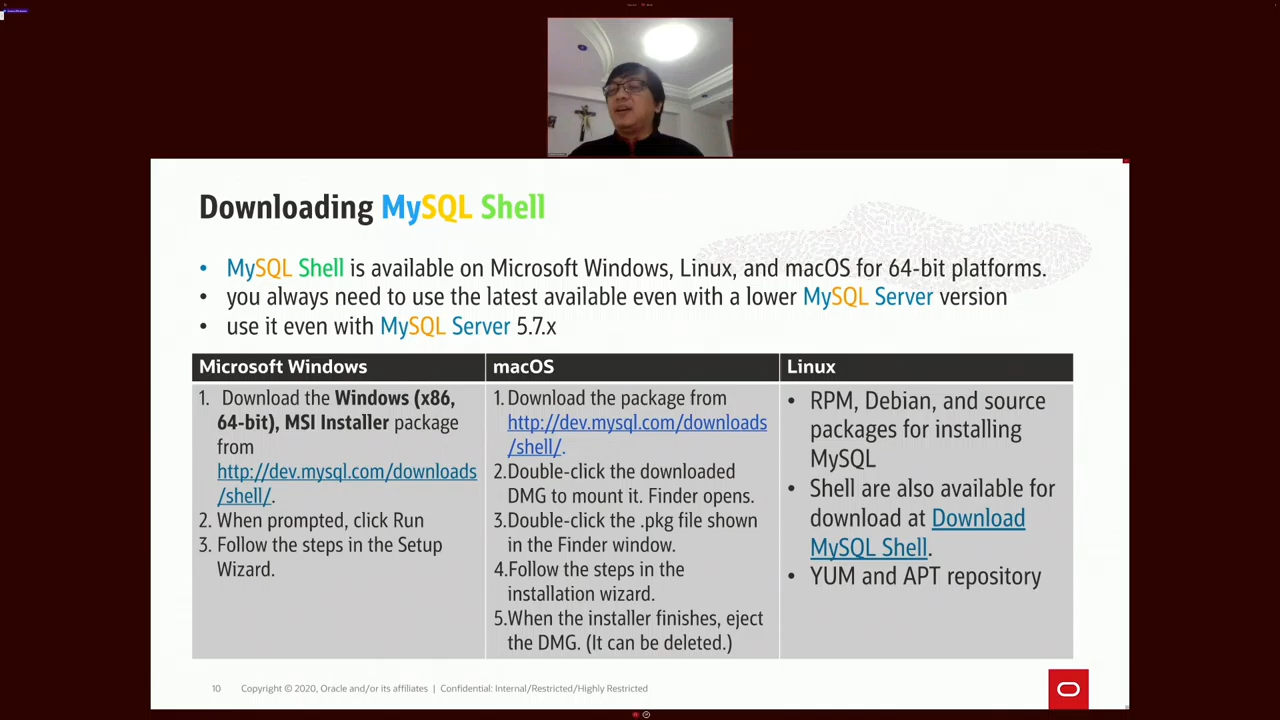 Downloading MySQL Shell
• MySQL Shell is available on Microsoft Windows, Linux, and macOS for 64-bit platforms.
• you always need to use the latest available even with a lower MySQL Server version
• use it even with MySQL Server 5.7.x
Microsoft Windows
1. Download the Windows (x86,
64-bit), MSI Installer package
from
http://dev.mysql.com/downloads
/shell/.
2. When prompted, click Run
3. Follow the steps in the Setup
Wizard.
macOS
1.Download the package from
http://dev.mysql.com/downloads
/shell/.
2.Double-click the downloaded
DMG to mount it. Finder opens.
3.Double-click the .pkg file shown
in the Finder window.
4.Follow the steps in the
installation wizard.
5.When the installer finishes, eject
the DMG. (It can be deleted.)
Linux
• RPM, Debian, and source
packages for installing
MySQL
• Shell are also available for
download at Download
MySQL Shell.
• YUM and APT repository
10 Copyright © 2020, Oracle and/or its affiliates | Confidential: Internal/Restricted/Highly Restricted